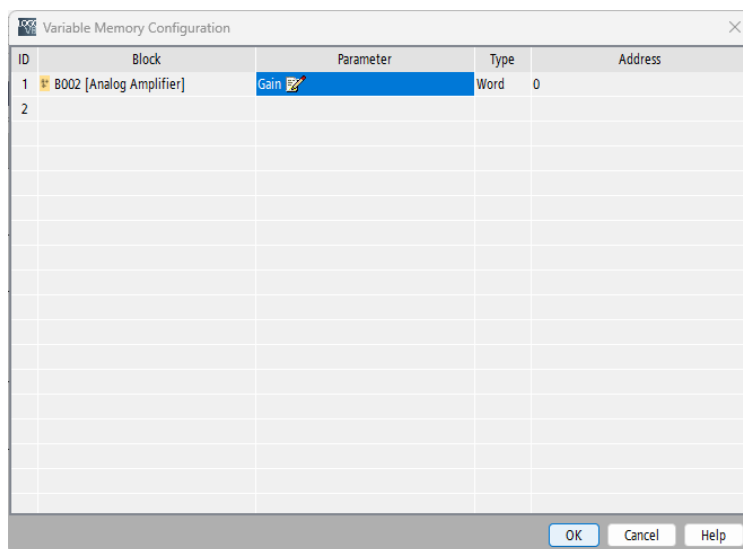 Variable Memory Configuration
ID Block Parameter Type Address
1 B002 [Analog Amplifier] Gain Word 0
2
OK Cancel Help